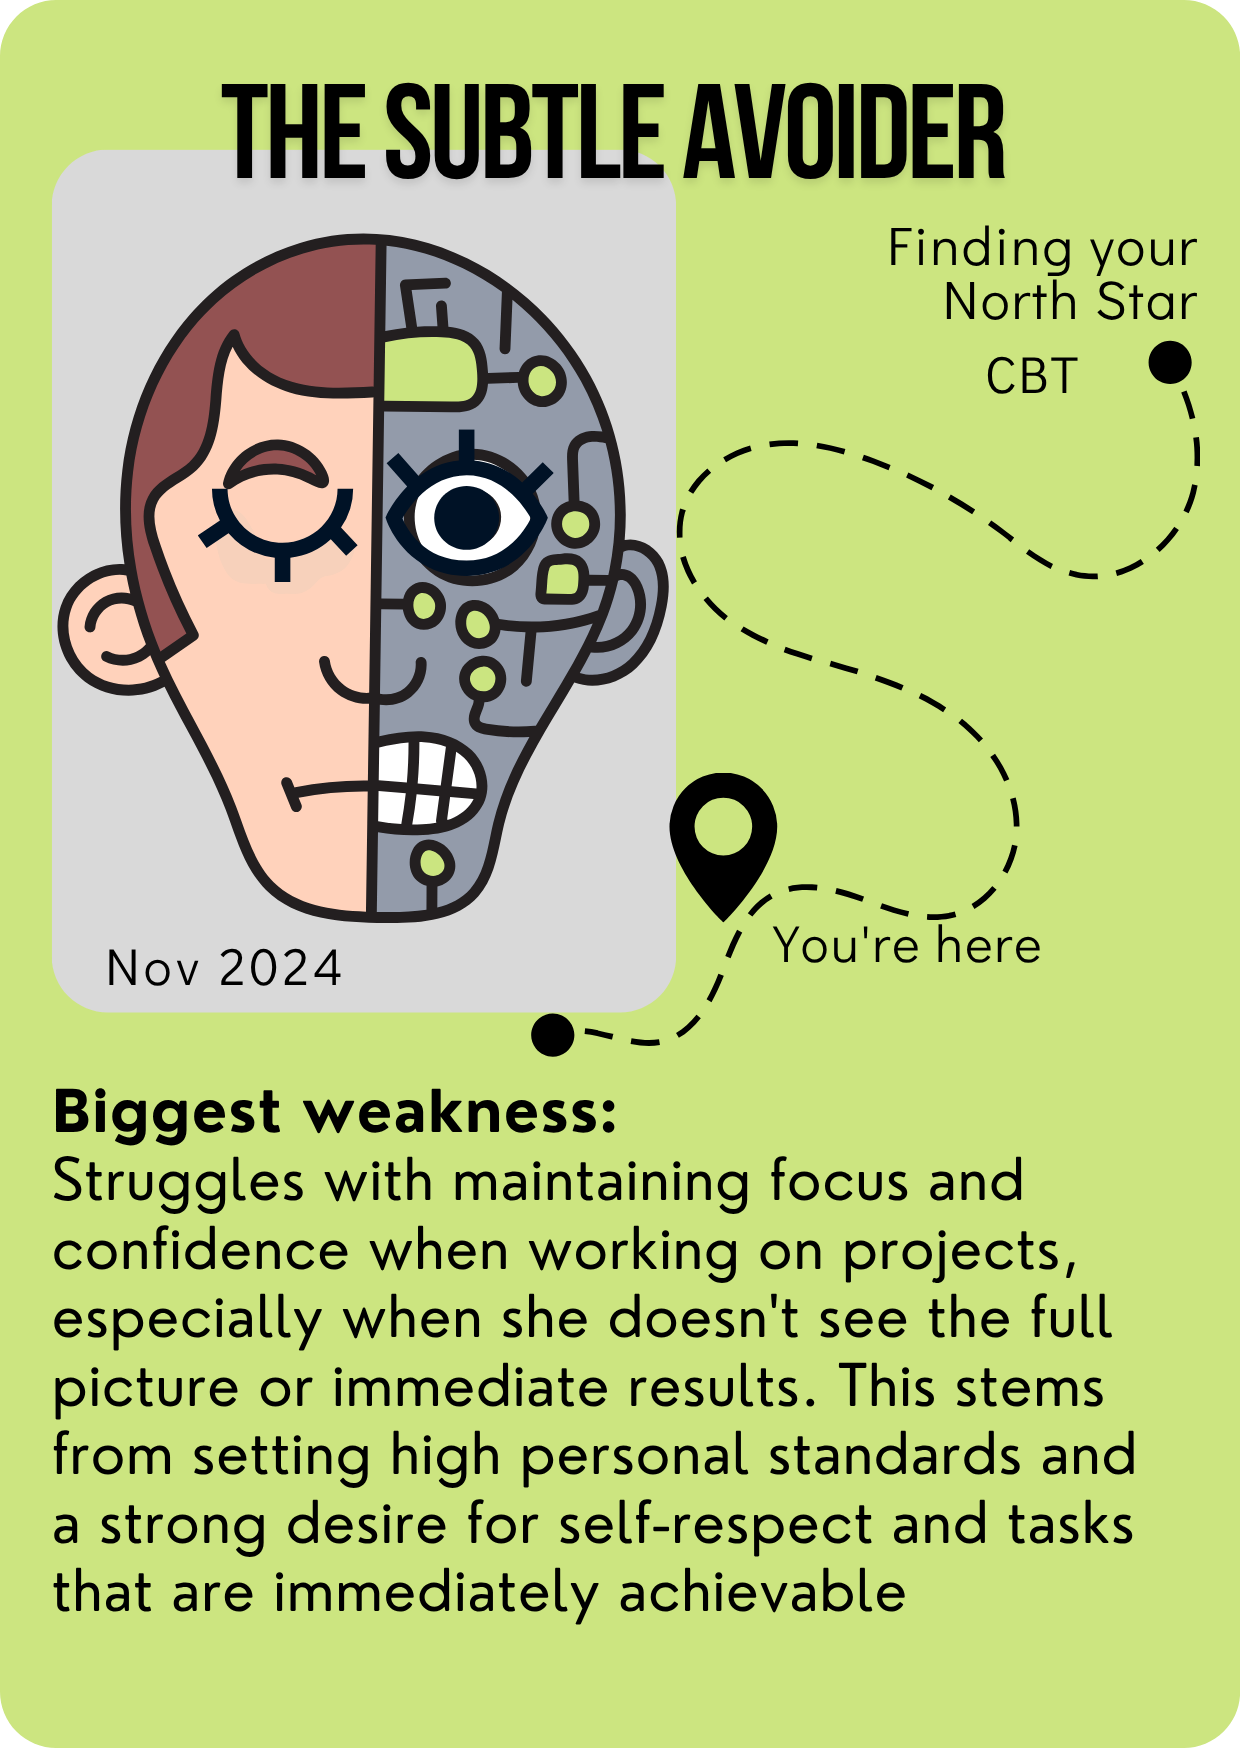 THE SUBTLE AVOIDER
Finding your
North Star
CBT
You're here
Nov 2024
Biggest weakness:
Struggles with maintaining focus and
confidence when working on projects,
especially when she doesn't see the full
picture or immediate results. This stems
from setting high personal standards and
a strong desire for self-respect and tasks
that are immediately achievable